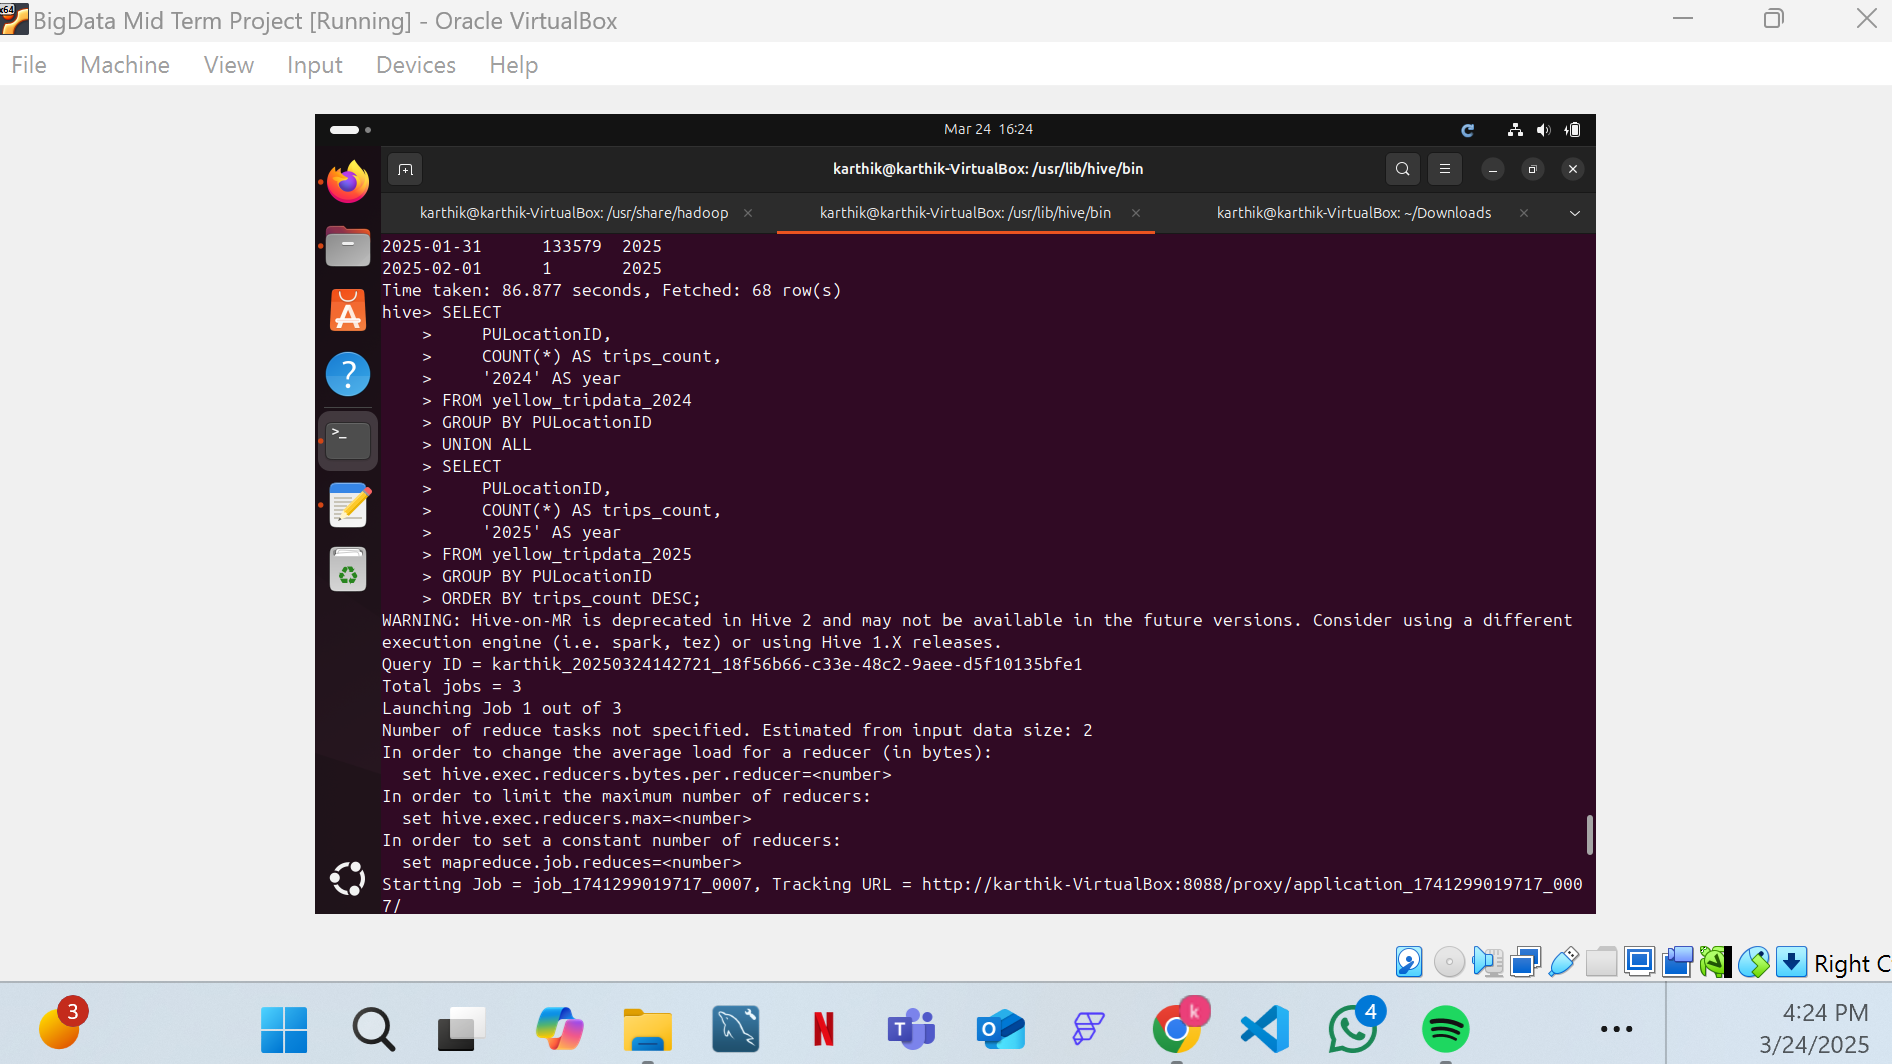 x64
BigData Mid Term Project [Running] - Oracle VirtualBox
File Machine View Input Devices Help
Mar 24 16:24
karthik@karthik-VirtualBox: /usr/lib/hive/bin
karthik@karthik-VirtualBox: /usr/share/hadoop
karthik@karthik-VirtualBox: /usr/lib/hive/bin
karthik@karthik-VirtualBox: ~/Downloads
2025-01-31 133579 2025
2025-02-01 1 2025
Time taken: 86.877 seconds, Fetched: 68 row(s)
hive> SELECT
> PULocationID,
> COUNT(*) AS trips_count,
> '2024' AS year
> FROM yellow_tripdata_2024
> GROUP BY PULocationID
> UNION ALL
> SELECT
> PULocationID,
> COUNT(*) AS trips_count,
> '2025' AS year
> FROM yellow_tripdata_2025
> GROUP BY PULocationID
> ORDER BY trips_count DESC;
WARNING: Hive-on-MR is deprecated in Hive 2 and may not be available in the future versions. Consider using a different
execution engine (i.e. spark, tez) or using Hive 1.X releases.
Query ID = karthik_20250324142721_18f56b66-c33e-48c2-9aee-d5f10135bfe1
Total jobs = 3
Launching Job 1 out of 3
Number of reduce tasks not specified. Estimated from input data size: 2
In order to change the average load for a reducer (in bytes):
set hive.exec.reducers.bytes.per.reducer=<number>
In order to limit the maximum number of reducers:
set hive.exec.reducers.max=<number>
In order to set a constant number of reducers:
set mapreduce.job.reduces=<number>
Starting Job = job_1741299019717_0007, Tracking URL = http://karthik-VirtualBox:8088/proxy/application_1741299019717_000
7/
Right C
3
N
T
O
k
4
4:24 PM
3/24/2025